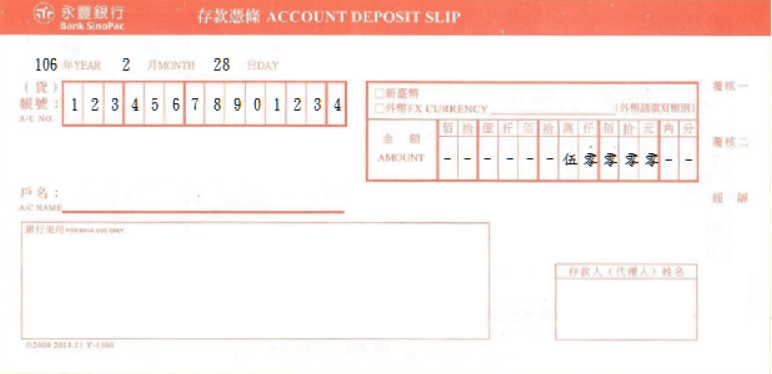 永豐銀行
Bank SinoPac
存款憑條 ACCOUNT DEPOSIT SLIP
106 年YEAR 2 月MONTH 28 日DAY
(貸)
帳號:
A/C NO.
1 2 3 4 5 6 7 8 9 0 1 2 3 4
□新臺幣
□外幣FX CURRENCY (外幣請填寫幣別)
金額
AMOUNT
佰 拾 億 仟 佰 拾 萬 仟 佰 拾 元 角 分
- - - - - - 伍 零 零 零 零 - -
覆核一
覆核二
經辦
戶名:
A/C NAME
銀行使用 FOR BANK USE ONLY
存款人(代理人)姓名